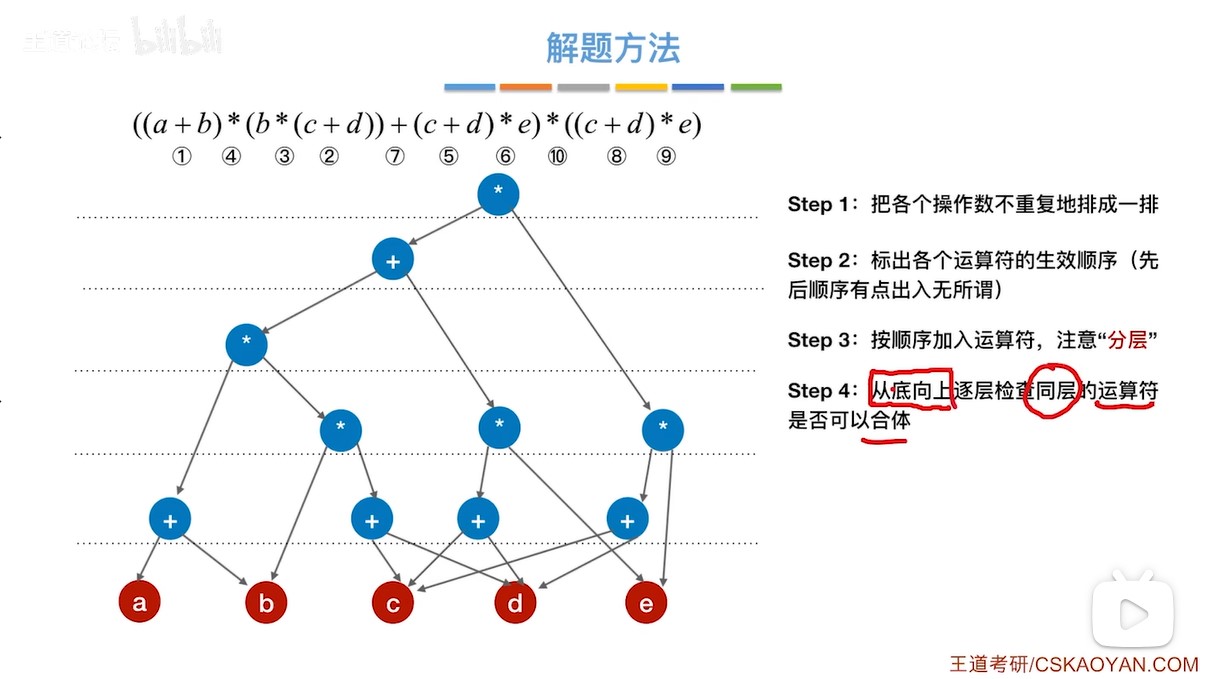 王道论坛 bilibili
解题方法
((a+b)*(b*(c+d))+(c+d)*e)*((c+d)*e)
① ④ ③ ② ⑦ ⑤ ⑥ ⑩ ⑧ ⑨
*
+
*
* * *
+ + + +
a b c d e
Step 1：把各个操作数不重复地排成一排
Step 2：标出各个运算符的生效顺序（先
后顺序有点出入无所谓）
Step 3：按顺序加入运算符，注意“分层”
Step 4：从底向上逐层检查同层的运算符
是否可以合体
王道考研/CSKAOYAN.COM